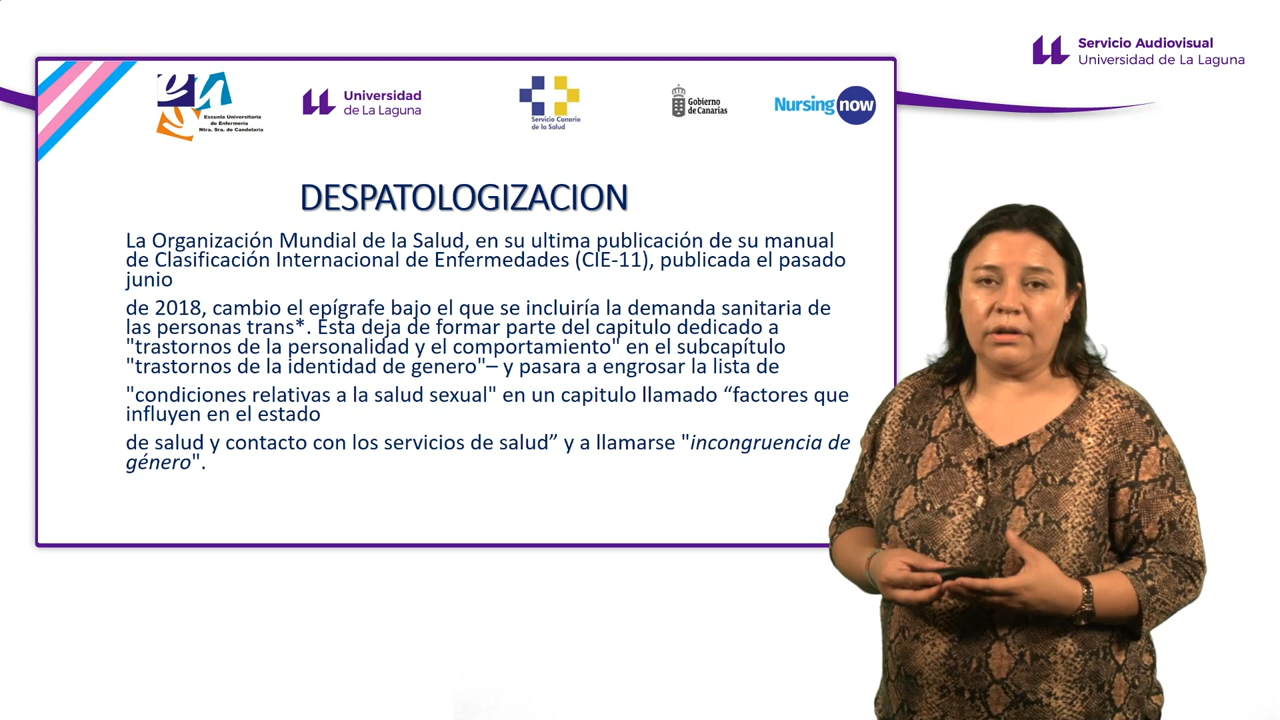 Servicio Audiovisual
Universidad de La Laguna
en
Escuela Universitaria
de Enfermería
Ntra. Sra. de Candelaria
Universidad
de La Laguna
Servicio Canario
de la Salud
Gobierno
de Canarias
Nursing now
DESPATOLOGIZACION
La Organización Mundial de la Salud, en su ultima publicación de su manual
de Clasificación Internacional de Enfermedades (CIE-11), publicada el pasado
junio
de 2018, cambio el epígrafe bajo el que se incluiría la demanda sanitaria de
las personas trans*. Esta deja de formar parte del capitulo dedicado a
"trastornos de la personalidad y el comportamiento" en el subcapítulo
"trastornos de la identidad de genero"– y pasara a engrosar la lista de
"condiciones relativas a la salud sexual" en un capitulo llamado “factores que
influyen en el estado
de salud y contacto con los servicios de salud” y a llamarse "incongruencia de
género".